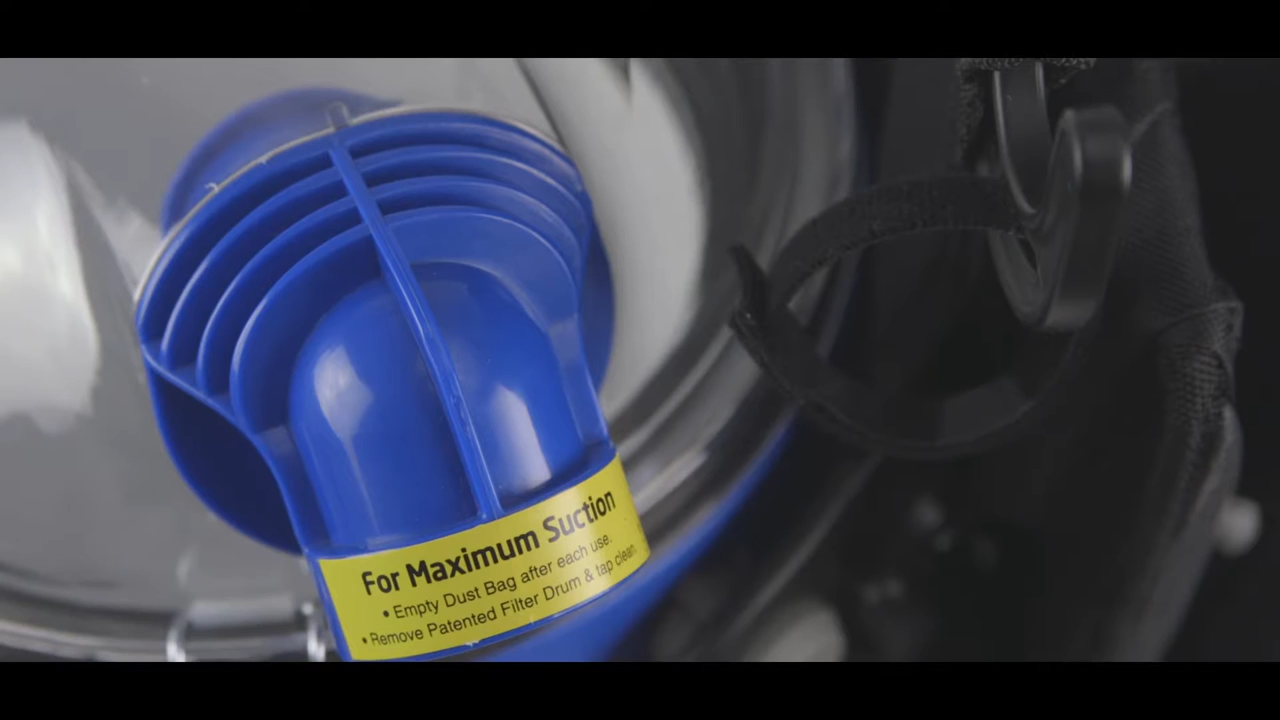 For Maximum Suction
• Empty Dust Bag after each use.
• Remove Patented Filter Drum & tap clean